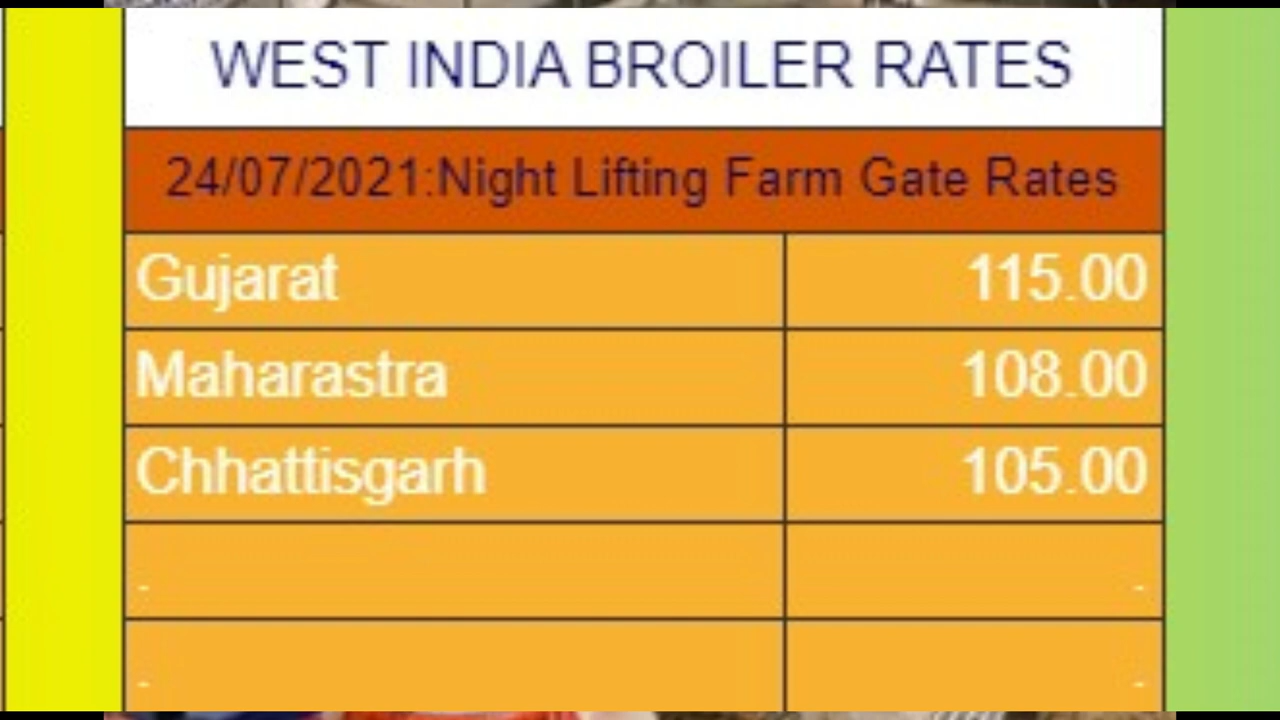 WEST INDIA BROILER RATES
24/07/2021:Night Lifting Farm Gate Rates
Gujarat 115.00
Maharastra 108.00
Chhattisgarh 105.00
- -
- -